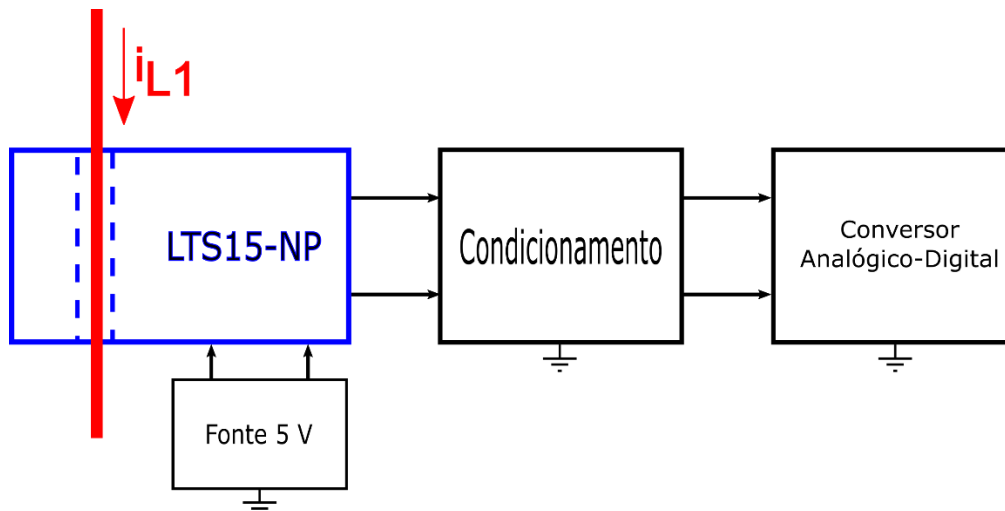 iL1
LTS15-NP
Condicionamento
Conversor
Analógico-Digital
Fonte 5 V